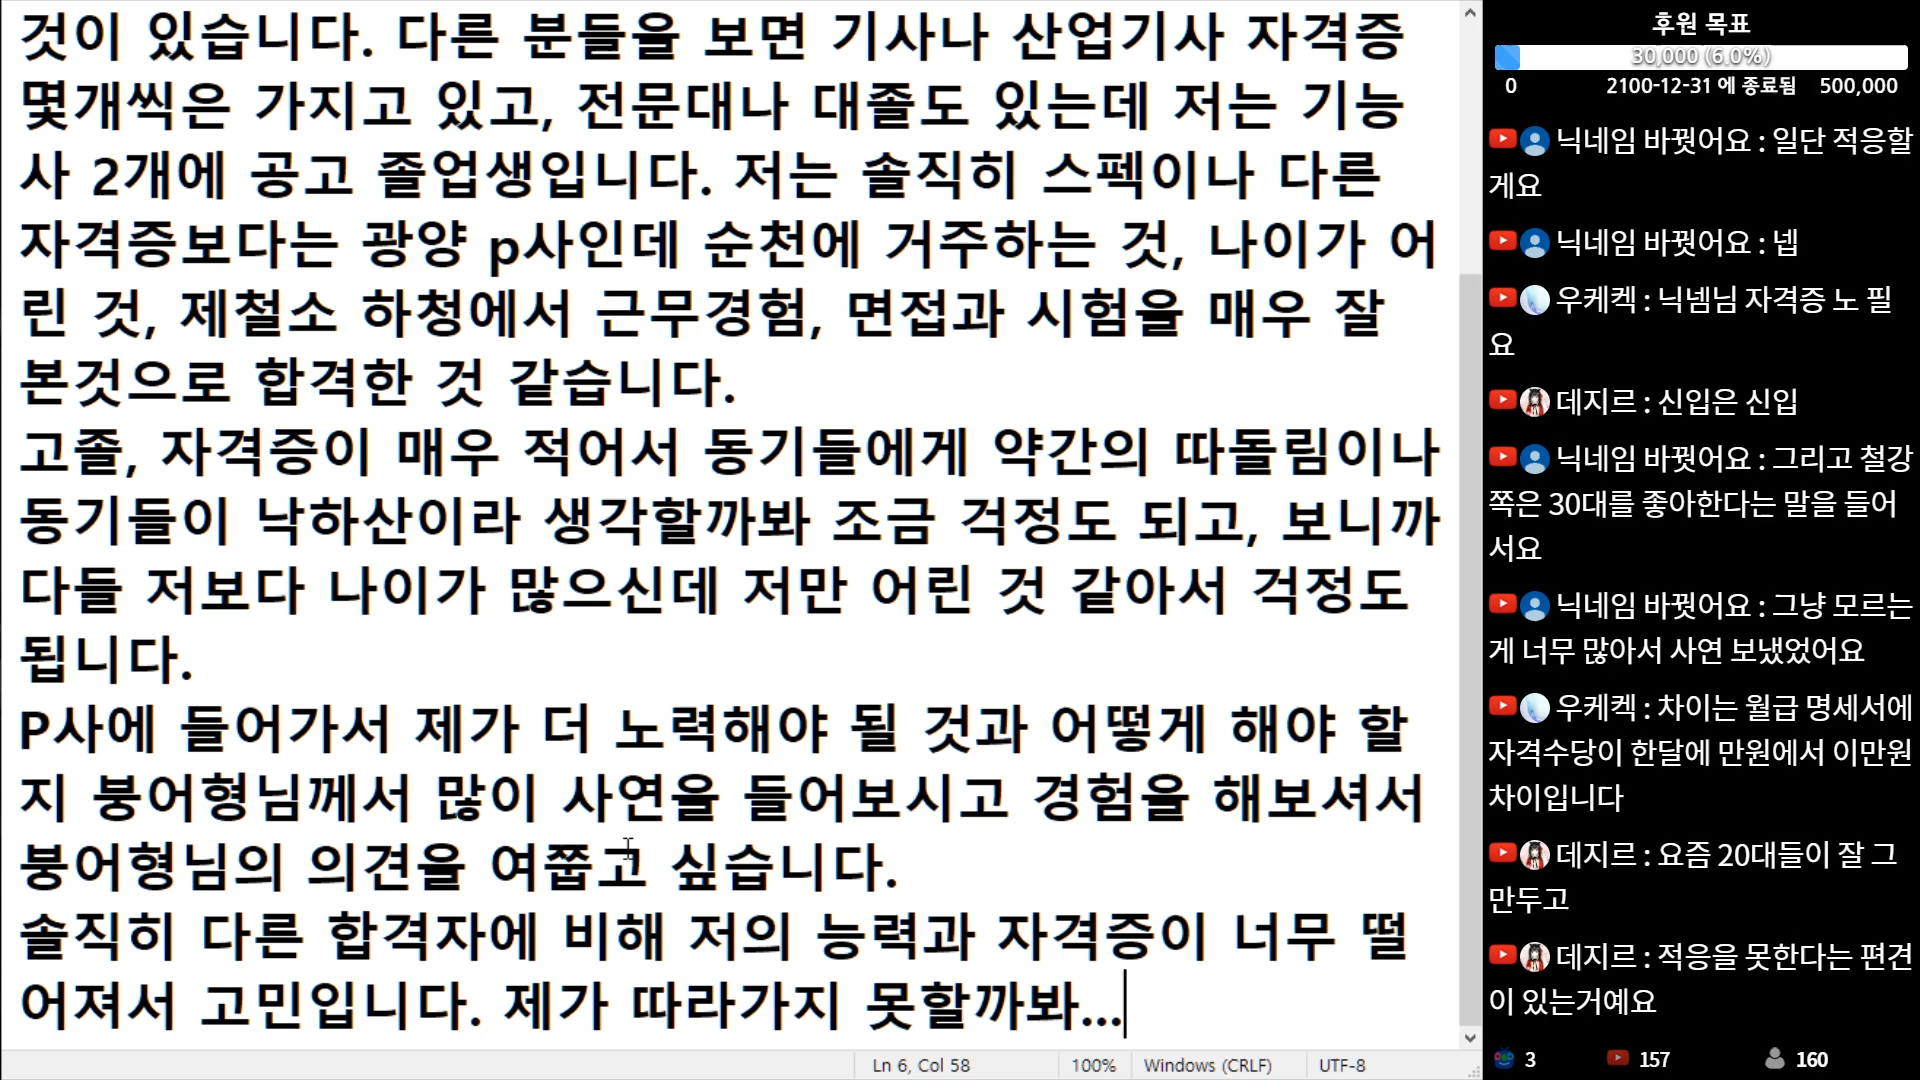 것이 있습니다. 다른 분들을 보면 기사나 산업기사 자격증
몇개씩은 가지고 있고, 전문대나 대졸도 있는데 저는 기능
사 2개에 공고 졸업생입니다. 저는 솔직히 스펙이나 다른
자격증보다는 광양 p사인데 순천에 거주하는 것, 나이가 어
린 것, 제철소 하청에서 근무경험, 면접과 시험을 매우 잘
본것으로 합격한 것 같습니다.
고졸, 자격증이 매우 적어서 동기들에게 약간의 따돌림이나
동기들이 낙하산이라 생각할까봐 조금 걱정도 되고, 보니까
다들 저보다 나이가 많으신데 저만 어린 것 같아서 걱정도
됩니다.
P사에 들어가서 제가 더 노력해야 될 것과 어떻게 해야 할
지 붕어형님께서 많이 사연을 들어보시고 경험을 해보셔서
붕어형님의 의견을 여쭙고 싶습니다.
솔직히 다른 합격자에 비해 저의 능력과 자격증이 너무 떨
어져서 고민입니다. 제가 따라가지 못할까봐...
Ln 6, Col 58
100%
Windows (CRLF)
UTF-8
후원 목표
30,000 (6.0%)
0 2100-12-31 에 종료됨 500,000
닉네임 바꿧어요 : 일단 적응할
게요
닉네임 바꿧어요 : 넵
우케켁 : 닉넴님 자격증 노 필
요
데지르 : 신입은 신입
닉네임 바꿧어요 : 그리고 철강
쪽은 30대를 좋아한다는 말을 들어
서요
닉네임 바꿧어요 : 그냥 모르는
게 너무 많아서 사연 보냈었어요
우케켁 : 차이는 월급 명세서에
자격수당이 한달에 만원에서 이만원
차이입니다
데지르 : 요즘 20대들이 잘 그
만두고
데지르 : 적응을 못한다는 편견
이 있는거예요
3 157 160